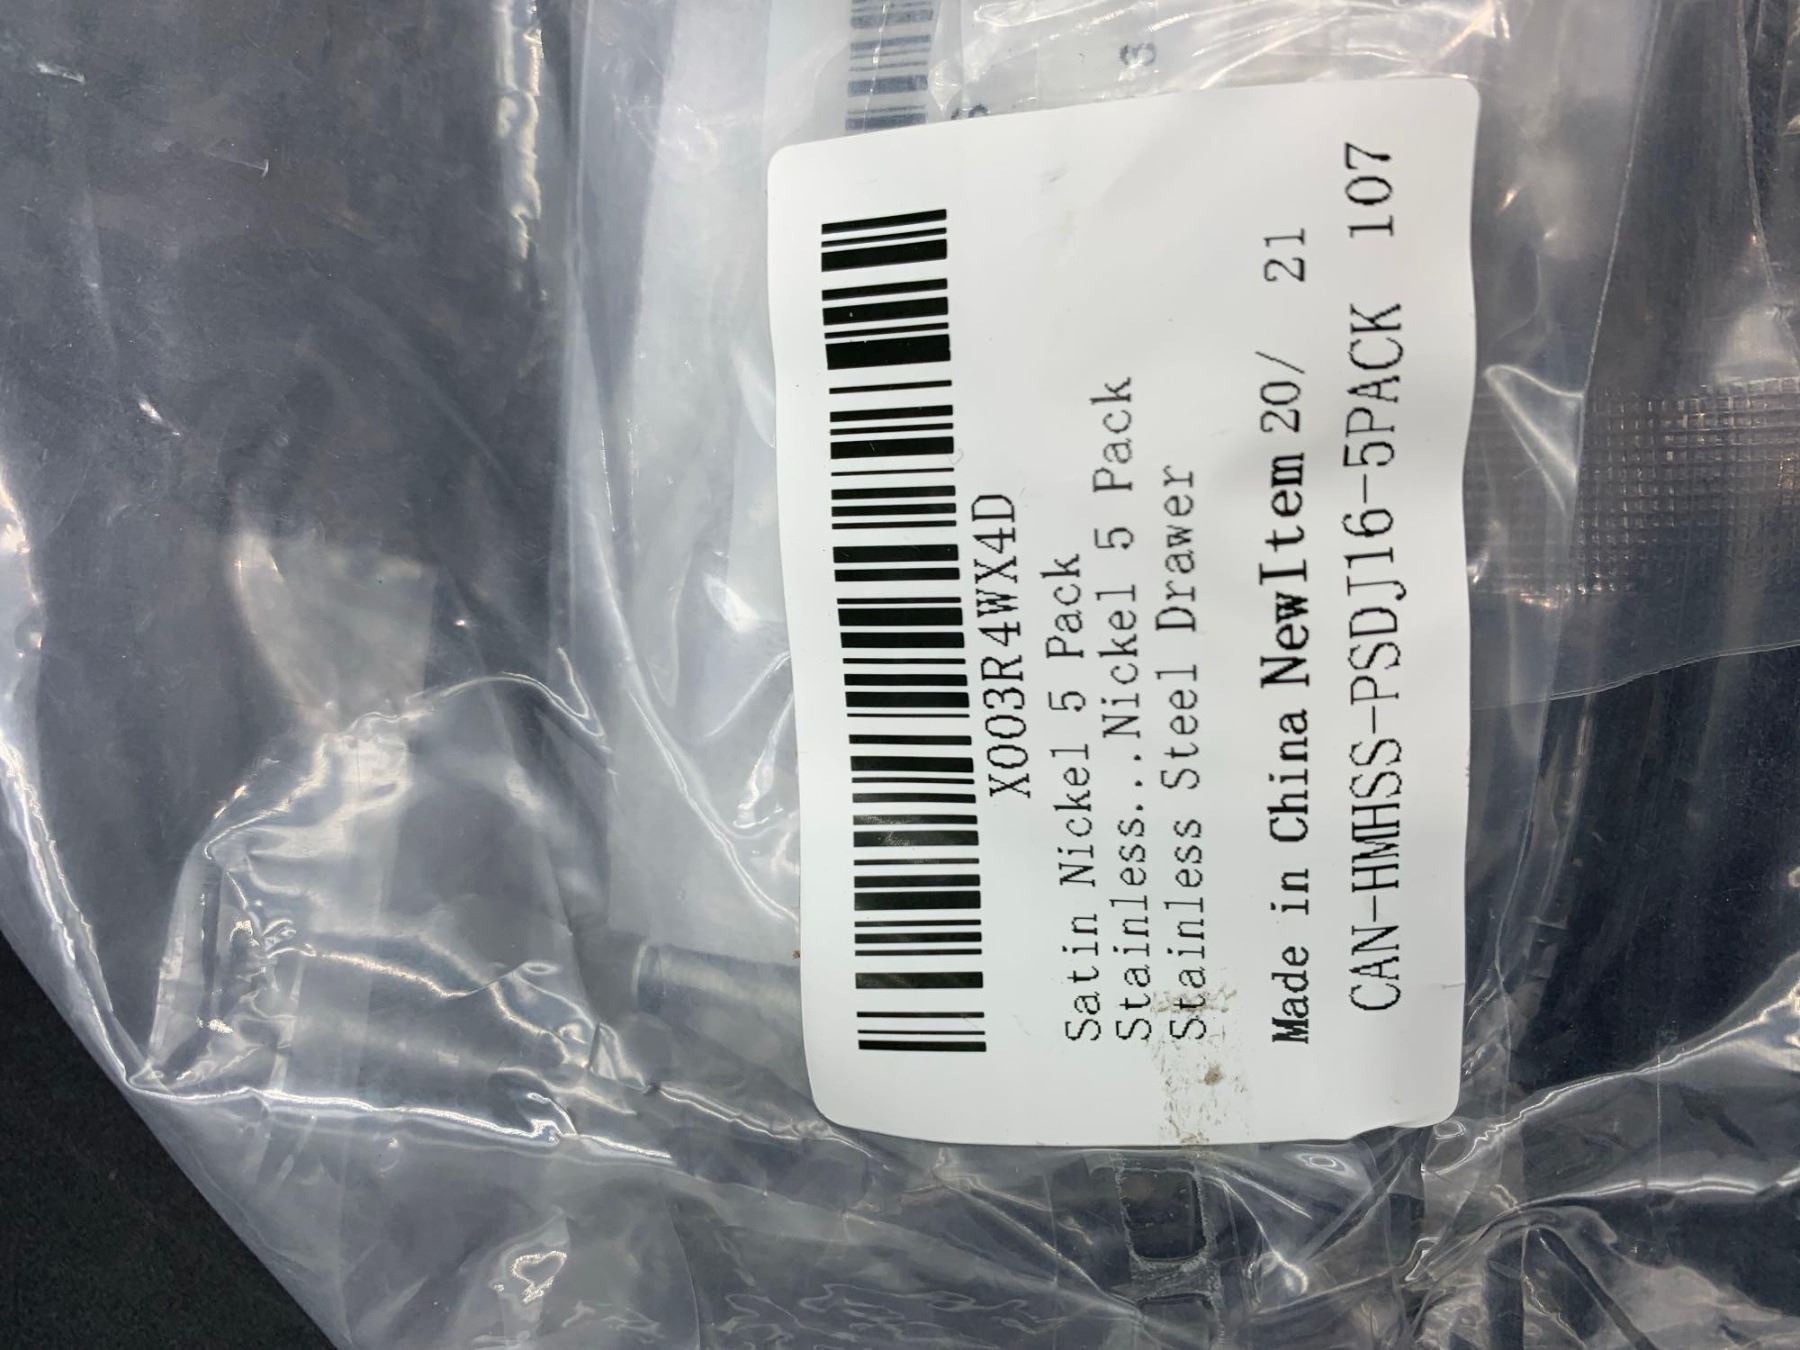 X003R4WX4D
Satin Nickel 5 Pack
Stainless...Nickel 5 Pack
Stainless Steel Drawer
Made in China NewItem 20/ 21
CAN-HMHSS-PSDJ16-5PACK 107